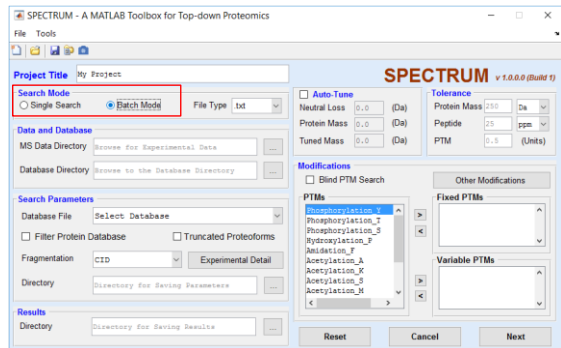 SPECTRUM - A MATLAB Toolbox for Top-down Proteomics
File Tools
Project Title My Project
SPECTRUM v 1.0.0.0 (Build 1)
Search Mode
Single Search Batch Mode File Type .txt
Auto-Tune
Neutral Loss 0.0 (Da)
Protein Mass 0.0 (Da)
Tuned Mass 0.0 (Da)
Tolerance
Protein Mass 250 Da
Peptide 25 ppm
PTM 0.5 (Units)
Data and Database
MS Data Directory Browse for Experimental Data ...
Database Directory Browse to the Database Directory ...
Search Parameters
Database File Select Database
Filter Protein Database Truncated Proteoforms
Fragmentation CID Experimental Detail
Directory Directory for Saving Parameters ...
Results
Directory Directory for Saving Results ...
Modifications
Blind PTM Search Other Modifications
PTMs
Phosphorylation_Y
Phosphorylation_T
Phosphorylation_S
Hydroxylation_P
Amidation_F
Acetylation_A
Acetylation_K
Acetylation_S
Acetylation_M
>
<
>
<
Fixed PTMs
Variable PTMs
Reset Cancel Next